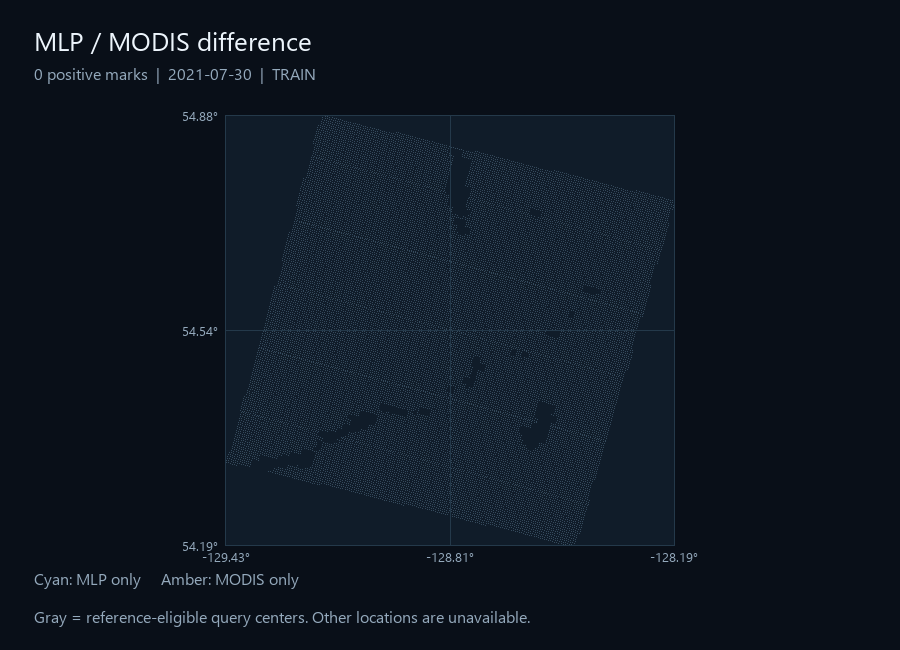 MLP / MODIS difference
0 positive marks | 2021-07-30 | TRAIN
54.88°
54.54°
54.19°
-129.43°
-128.81°
-128.19°
Cyan: MLP only Amber: MODIS only
Gray = reference-eligible query centers. Other locations are unavailable.